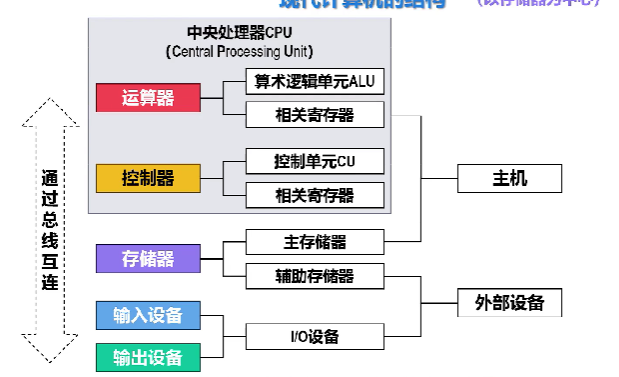 现代计算机的结构 （以存储器为中心）
中央处理器CPU
（Central Processing Unit）
运算器
算术逻辑单元ALU
相关寄存器
控制器
控制单元CU
相关寄存器
主机
通过总线互连
存储器
主存储器
辅助存储器
输入设备
输出设备
I/O设备
外部设备